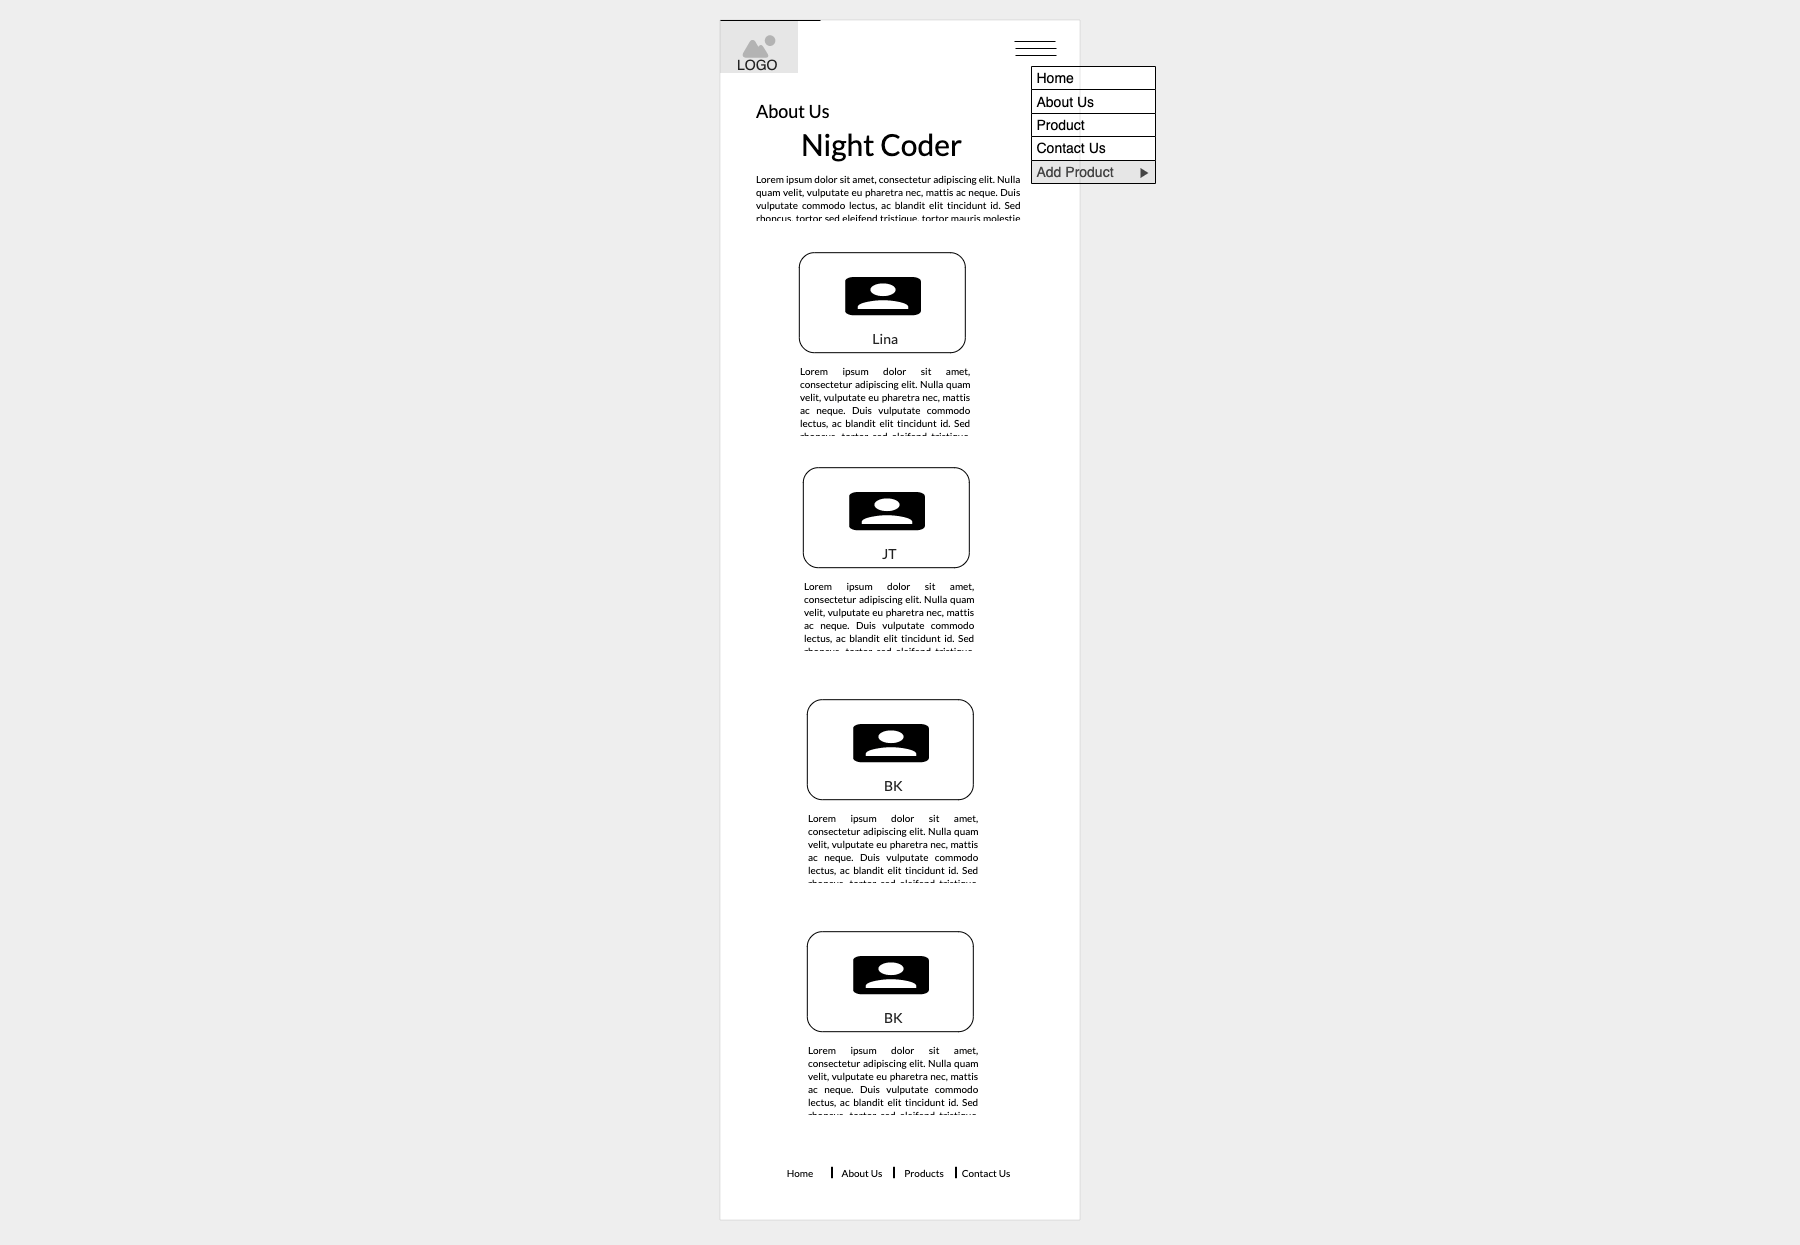 LOGO
Home
About Us
Product
Contact Us
Add Product
About Us
Night Coder
Lorem ipsum dolor sit amet, consectetur adipiscing elit. Nulla
quam velit, vulputate eu pharetra nec, mattis ac neque. Duis
vulputate commodo lectus, ac blandit elit tincidunt id. Sed
rhoncus, tortor sed eleifend tristique, tortor mauris molestie
Lina
Lorem ipsum dolor sit amet,
consectetur adipiscing elit. Nulla quam
velit, vulputate eu pharetra nec, mattis
ac neque. Duis vulputate commodo
lectus, ac blandit elit tincidunt id. Sed
JT
Lorem ipsum dolor sit amet,
consectetur adipiscing elit. Nulla quam
velit, vulputate eu pharetra nec, mattis
ac neque. Duis vulputate commodo
lectus, ac blandit elit tincidunt id. Sed
BK
Lorem ipsum dolor sit amet,
consectetur adipiscing elit. Nulla quam
velit, vulputate eu pharetra nec, mattis
ac neque. Duis vulputate commodo
lectus, ac blandit elit tincidunt id. Sed
BK
Lorem ipsum dolor sit amet,
consectetur adipiscing elit. Nulla quam
velit, vulputate eu pharetra nec, mattis
ac neque. Duis vulputate commodo
lectus, ac blandit elit tincidunt id. Sed
Home | About Us | Products | Contact Us